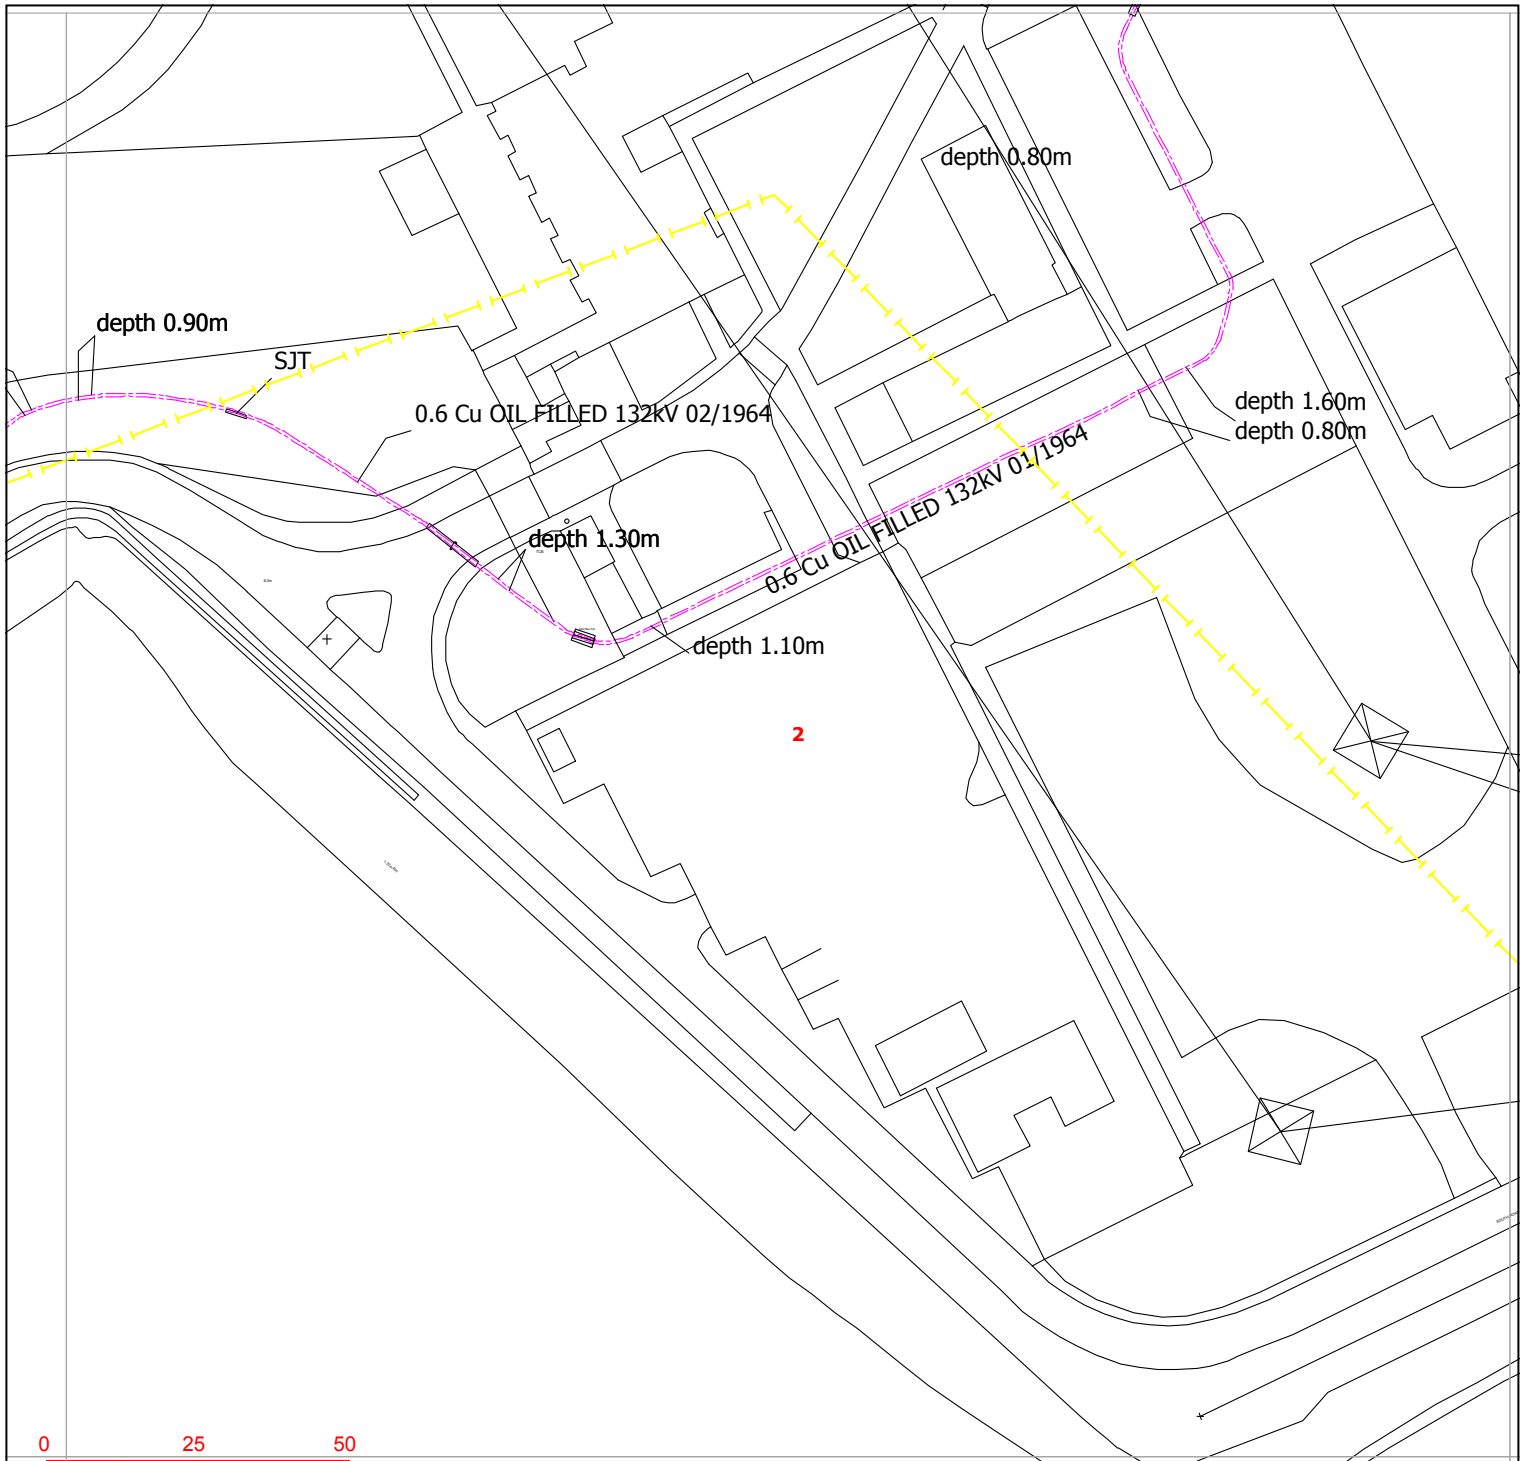 depth 0.80m
depth 0.90m
SJT
0.6 Cu OIL FILLED 132kV 02/1964
depth 1.60m
depth 0.80m
0.6 Cu OIL FILLED 132kV 01/1964
depth 1.30m
depth 1.10m
2
0 25 50